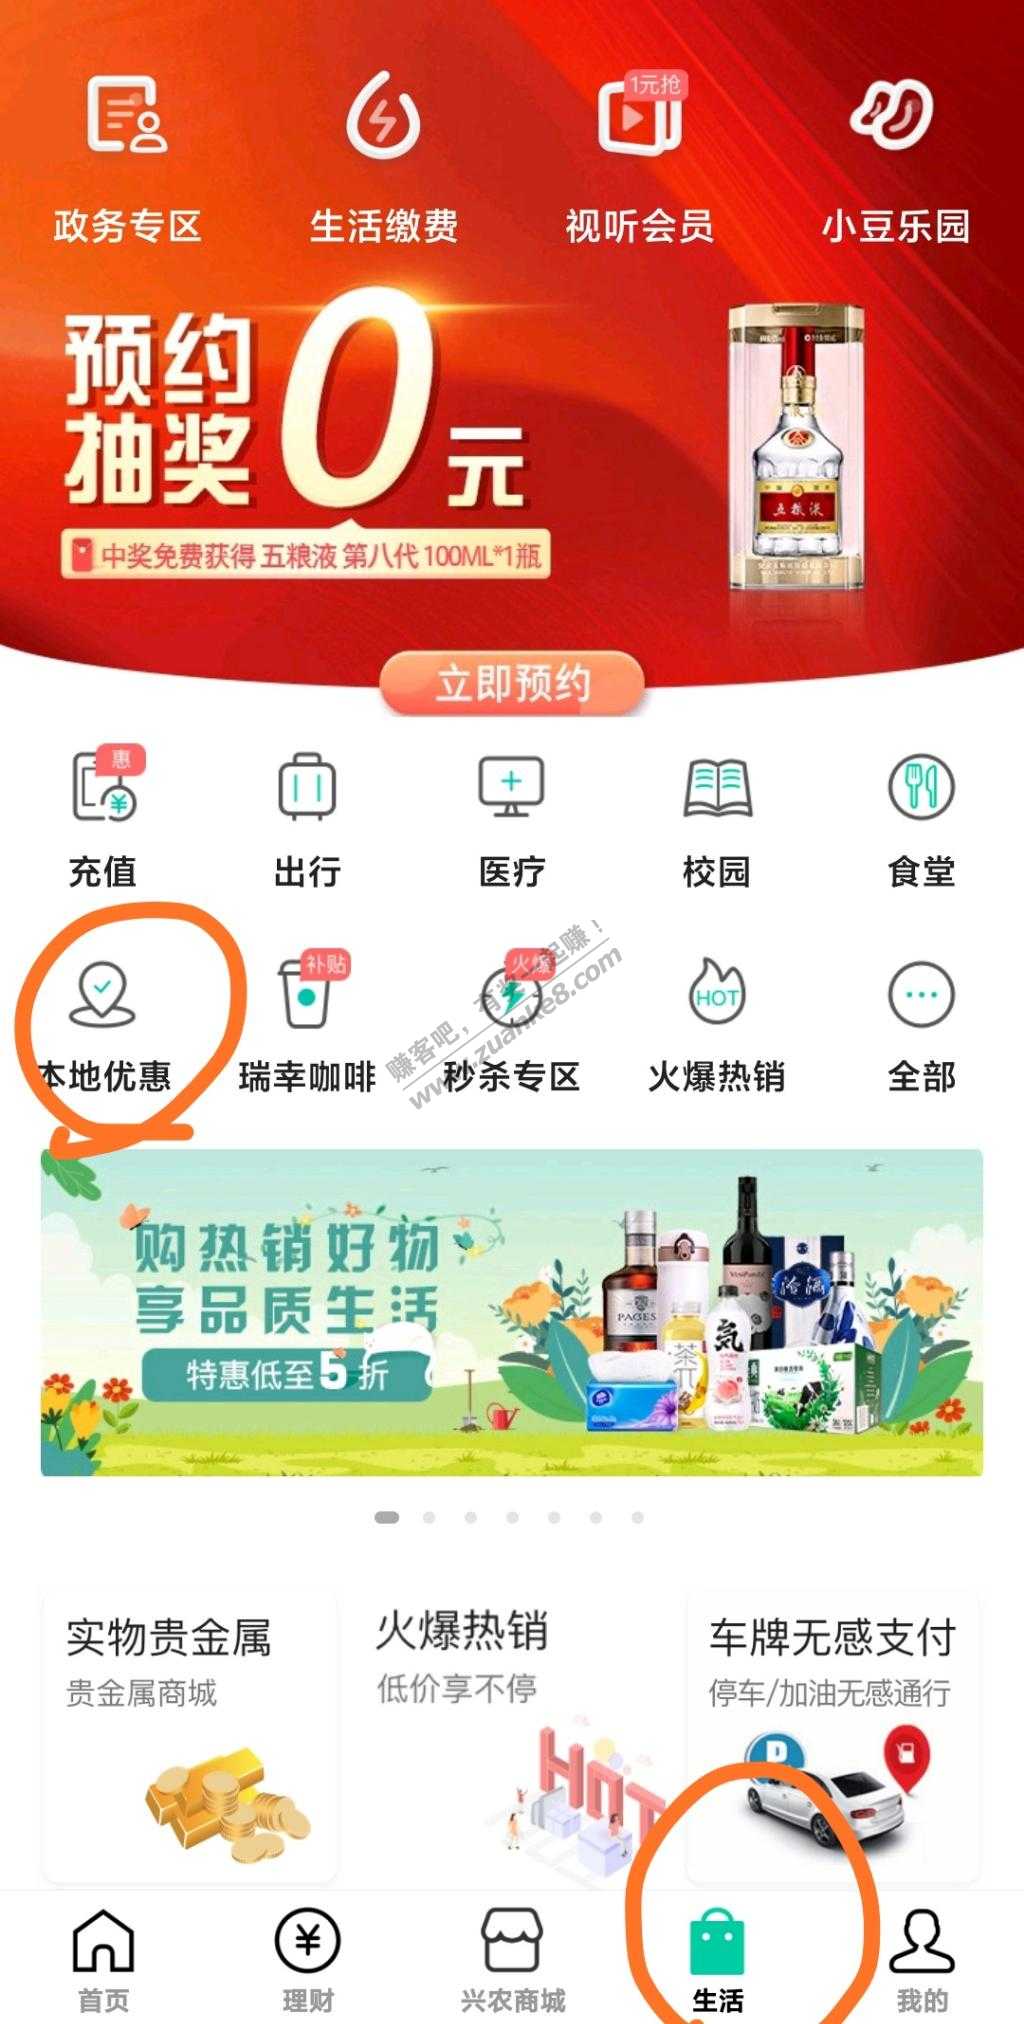 1元抢
政务专区 生活缴费 视听会员 小豆乐园
预约
抽奖 0 元
中奖免费获得 五粮液 第八代 100ML*1瓶
五粮液
立即预约
惠
充值 出行 医疗 校园 食堂
补贴 火爆 HOT
本地优惠 瑞幸咖啡 秒杀专区 火爆热销 全部
赚客吧，有奖一起赚！
www.zuanke8.com
购热销好物
享品质生活
特惠低至5折
PAGES
汾酒
茶
氘
实物贵金属 火爆热销 车牌无感支付
贵金属商城 低价享不停 停车/加油无感通行
HOT
P
首页 理财 兴农商城 生活 我的